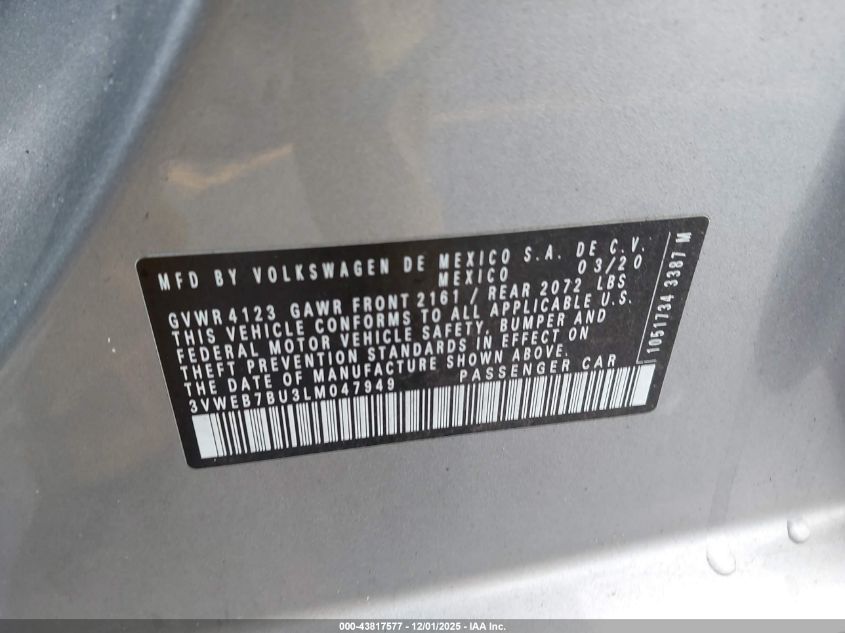 MFD BY VOLKSWAGEN DE MEXICO S.A. DE C.V.
MEXICO 03/20
GVWR 4123 GAWR FRONT 2161 / REAR 2072 LBS
THIS VEHICLE CONFORMS TO ALL APPLICABLE U.S.
FEDERAL MOTOR VEHICLE SAFETY, BUMPER AND
THEFT PREVENTION STANDARDS IN EFFECT ON
THE DATE OF MANUFACTURE SHOWN ABOVE.
3VWEB7BU3LM047949 PASSENGER CAR
1051734 3387 M
000-43817577 - 12/01/2025 - IAA Inc.